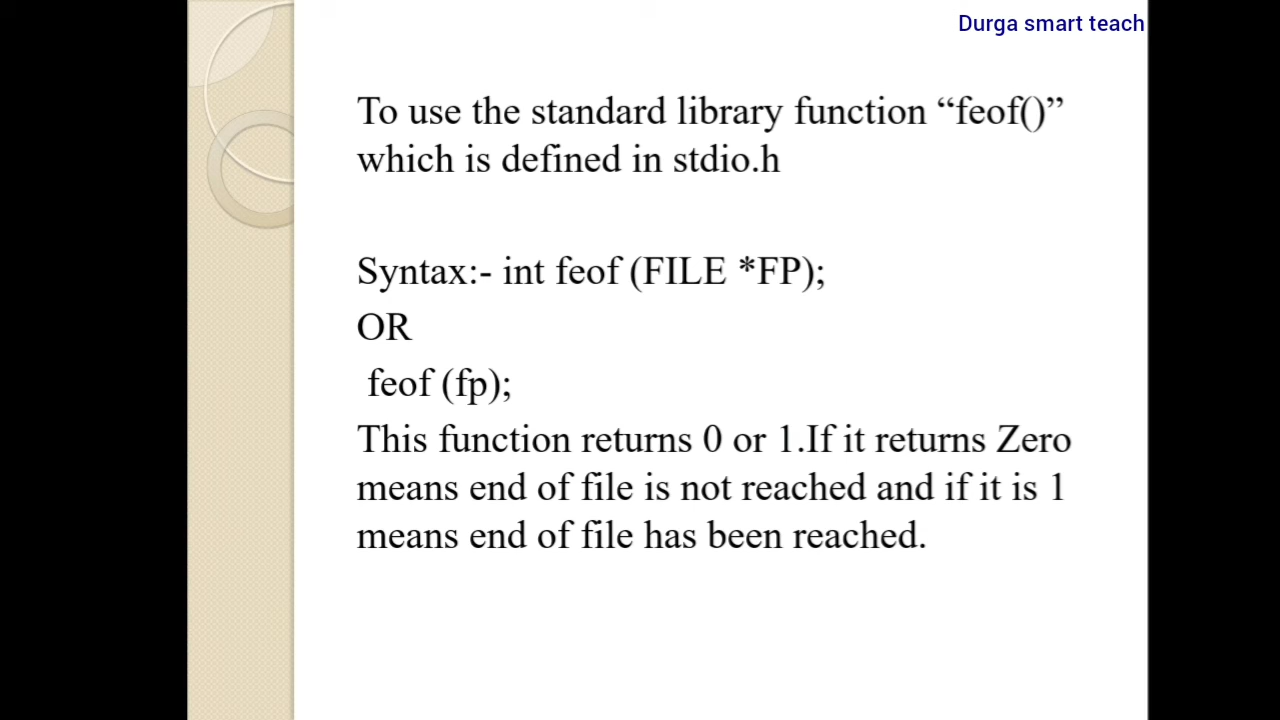 Durga smart teach
To use the standard library function “feof()”
which is defined in stdio.h
Syntax:- int feof (FILE *FP);
OR
feof (fp);
This function returns 0 or 1.If it returns Zero
means end of file is not reached and if it is 1
means end of file has been reached.